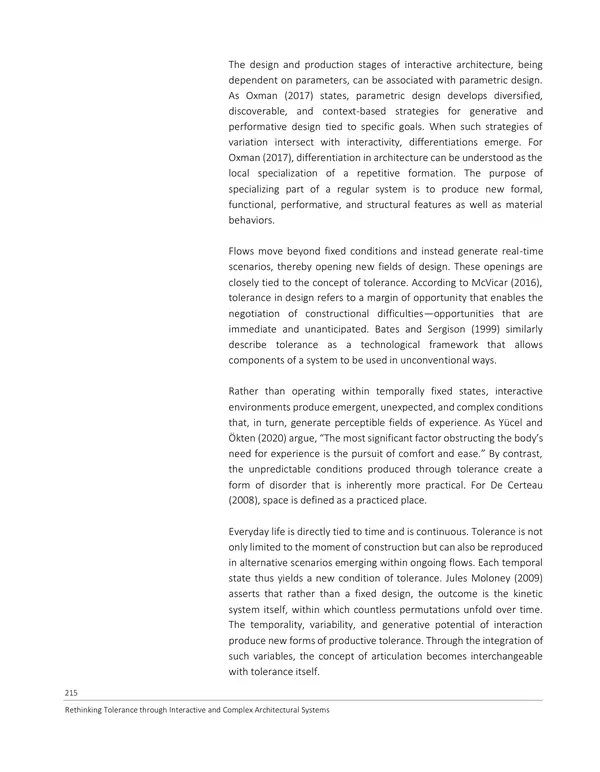 The design and production stages of interactive architecture, being
dependent on parameters, can be associated with parametric design.
As Oxman (2017) states, parametric design develops diversified,
discoverable, and context-based strategies for generative and
performative design tied to specific goals. When such strategies of
variation intersect with interactivity, differentiations emerge. For
Oxman (2017), differentiation in architecture can be understood as the
local specialization of a repetitive formation. The purpose of
specializing part of a regular system is to produce new formal,
functional, performative, and structural features as well as material
behaviors.
Flows move beyond fixed conditions and instead generate real-time
scenarios, thereby opening new fields of design. These openings are
closely tied to the concept of tolerance. According to McVicar (2016),
tolerance in design refers to a margin of opportunity that enables the
negotiation of constructional difficulties—opportunities that are
immediate and unanticipated. Bates and Sergison (1999) similarly
describe tolerance as a technological framework that allows
components of a system to be used in unconventional ways.
Rather than operating within temporally fixed states, interactive
environments produce emergent, unexpected, and complex conditions
that, in turn, generate perceptible fields of experience. As Yücel and
Ökten (2020) argue, “The most significant factor obstructing the body’s
need for experience is the pursuit of comfort and ease.” By contrast,
the unpredictable conditions produced through tolerance create a
form of disorder that is inherently more practical. For De Certeau
(2008), space is defined as a practiced place.
Everyday life is directly tied to time and is continuous. Tolerance is not
only limited to the moment of construction but can also be reproduced
in alternative scenarios emerging within ongoing flows. Each temporal
state thus yields a new condition of tolerance. Jules Moloney (2009)
asserts that rather than a fixed design, the outcome is the kinetic
system itself, within which countless permutations unfold over time.
The temporality, variability, and generative potential of interaction
produce new forms of productive tolerance. Through the integration of
such variables, the concept of articulation becomes interchangeable
with tolerance itself.
215
Rethinking Tolerance through Interactive and Complex Architectural Systems